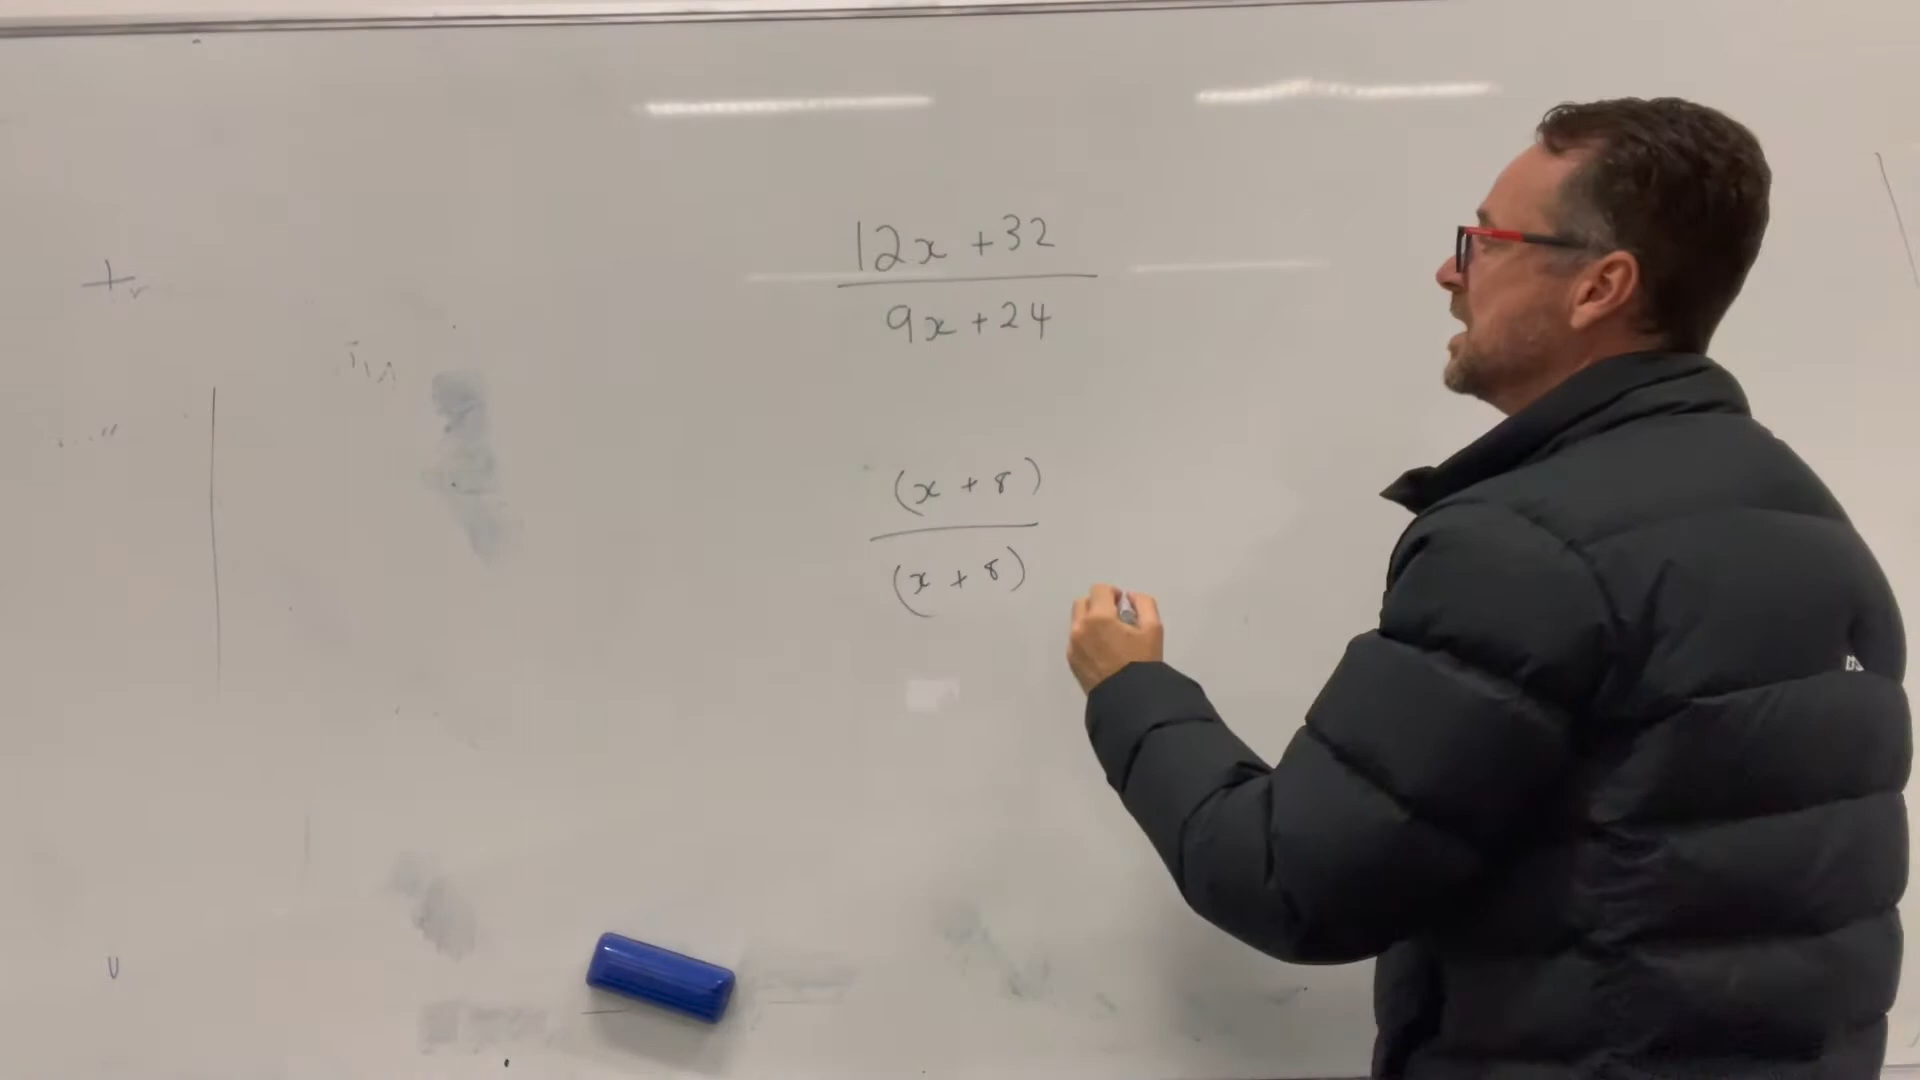 12x + 32
9x + 24
(x + 8)
(x + 8)